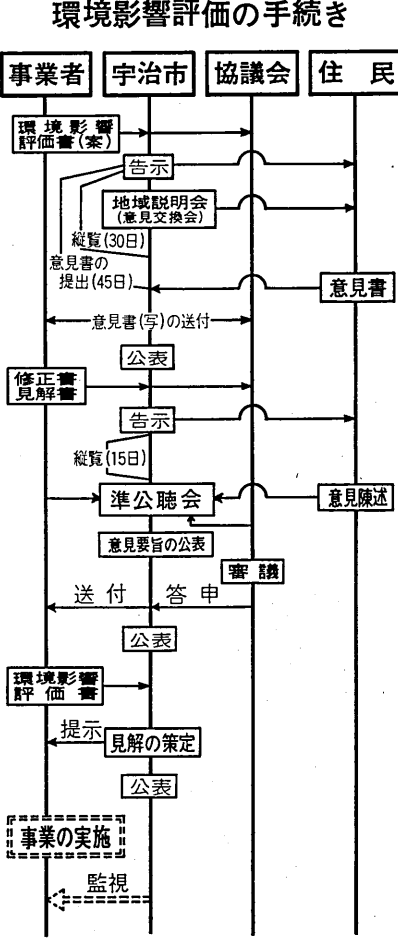 環境影響評価の手続き
事業者
宇治市
協議会
住民
環境影響
評価書(案)
告示
地域説明会
(意見交換会)
縦覧(30日)
意見書の
提出(45日)
意見書
意見書(写)の送付
公表
修正書
見解書
告示
縦覧(15日)
準公聴会
意見陳述
意見要旨の公表
審議
送付
答申
公表
環境影響
評価書
提示
見解の策定
公表
事業の実施
監視